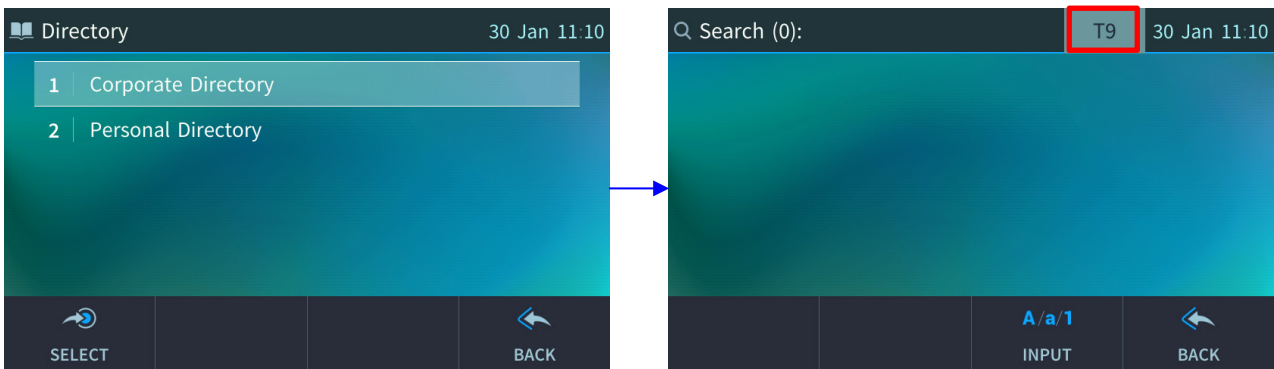 Directory 30 Jan 11:10
1 Corporate Directory
2 Personal Directory
SELECT BACK
Search (0): T9 30 Jan 11:10
A/a/1
INPUT BACK